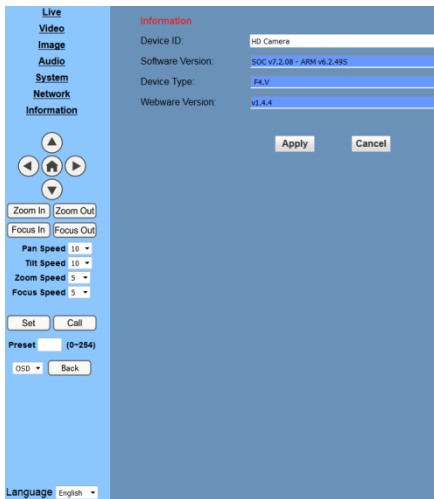 Live
Video
Image
Audio
System
Network
Information
Zoom In Zoom Out
Focus In Focus Out
Pan Speed 10
Tilt Speed 10
Zoom Speed 5
Focus Speed 5
Set Call
Preset (0~254)
OSD Back
Language English
Information
Device ID: HD Camera
Software Version: SOC v7.2.08 - ARM v6.2.49S
Device Type: F4.V
Webware Version: v1.4.4
Apply Cancel